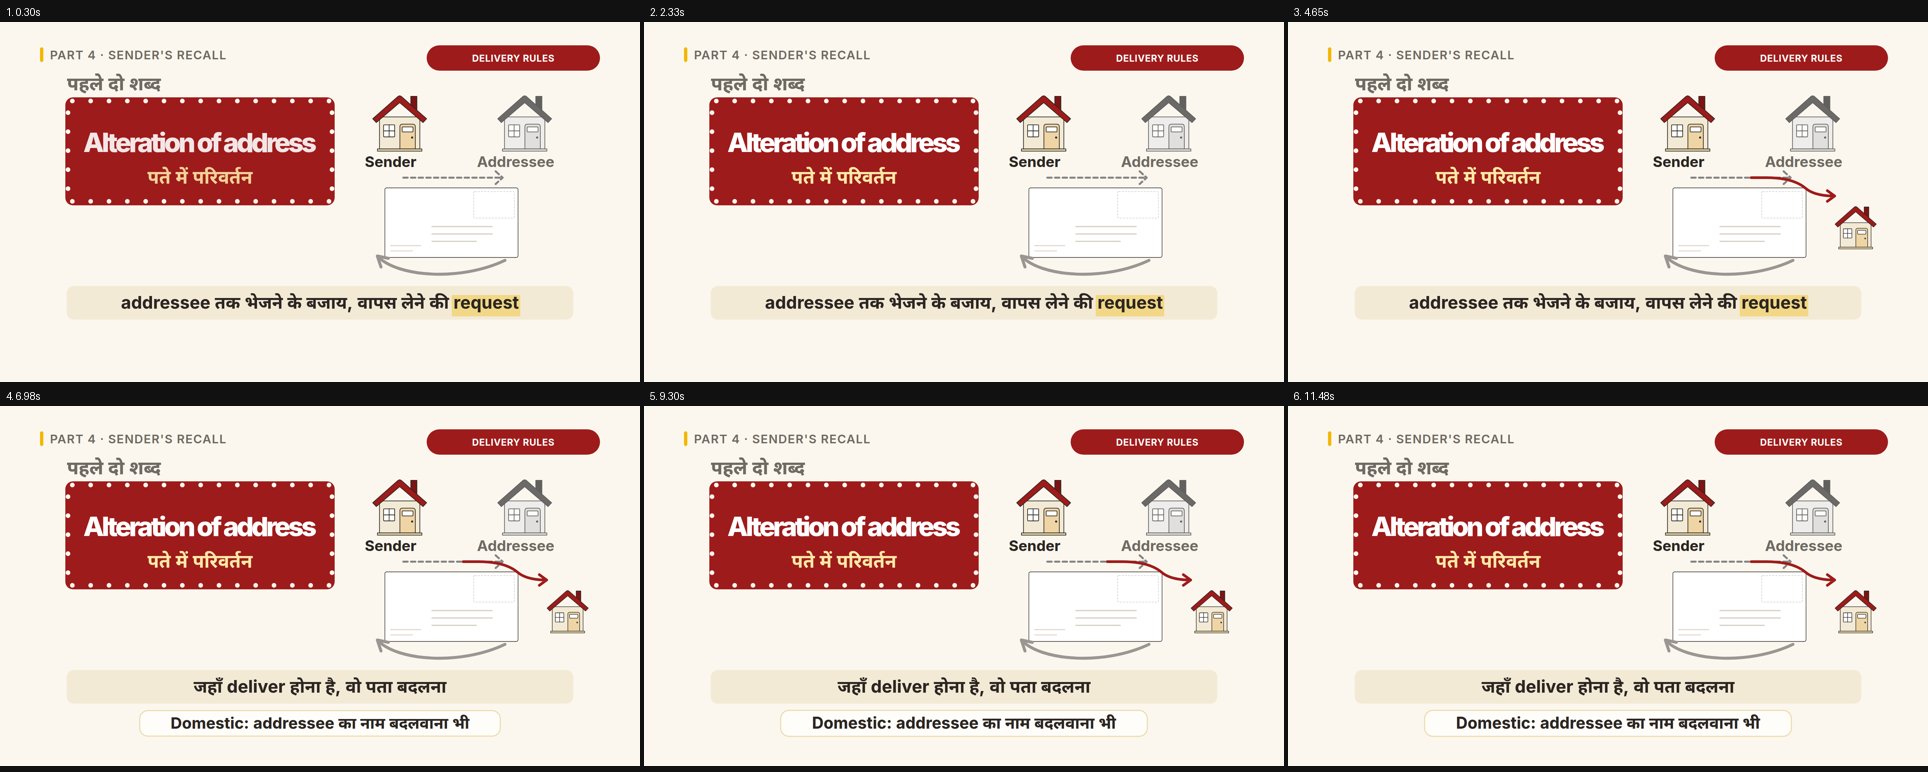 1. 0.30s
PART 4 · SENDER'S RECALL
DELIVERY RULES
पहले दो शब्द
Alteration of address
पते में परिवर्तन
Sender
Addressee
addressee तक भेजने के बजाय, वापस लेने की request
2. 2.33s
PART 4 · SENDER'S RECALL
DELIVERY RULES
पहले दो शब्द
Alteration of address
पते में परिवर्तन
Sender
Addressee
addressee तक भेजने के बजाय, वापस लेने की request
3. 4.65s
PART 4 · SENDER'S RECALL
DELIVERY RULES
पहले दो शब्द
Alteration of address
पते में परिवर्तन
Sender
Addressee
addressee तक भेजने के बजाय, वापस लेने की request
4. 6.98s
PART 4 · SENDER'S RECALL
DELIVERY RULES
पहले दो शब्द
Alteration of address
पते में परिवर्तन
Sender
Addressee
जहाँ deliver होना है, वो पता बदलना
Domestic: addressee का नाम बदलवाना भी
5. 9.30s
PART 4 · SENDER'S RECALL
DELIVERY RULES
पहले दो शब्द
Alteration of address
पते में परिवर्तन
Sender
Addressee
जहाँ deliver होना है, वो पता बदलना
Domestic: addressee का नाम बदलवाना भी
6. 11.48s
PART 4 · SENDER'S RECALL
DELIVERY RULES
पहले दो शब्द
Alteration of address
पते में परिवर्तन
Sender
Addressee
जहाँ deliver होना है, वो पता बदलना
Domestic: addressee का नाम बदलवाना भी